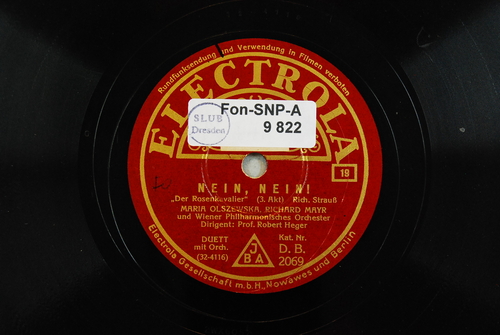 Rundfunksendung und Verwendung in Filmen verboten
ELECTROLA
SLUB
Dresden
Fon-SNP-A
9 822
19
NEIN, NEIN!
„Der Rosenkavalier" (3. Akt) Rich. Strauß
MARIA OLSZEWSKA, RICHARD MAYR
und Wiener Philharmonisches Orchester
Dirigent: Prof. Robert Heger
DUETT
mit Orch.
(32-4116)
J
BA
Kat. Nr.
D. B.
2069
Electrola Gesellschaft m.b.H., Nowawes und Berlin